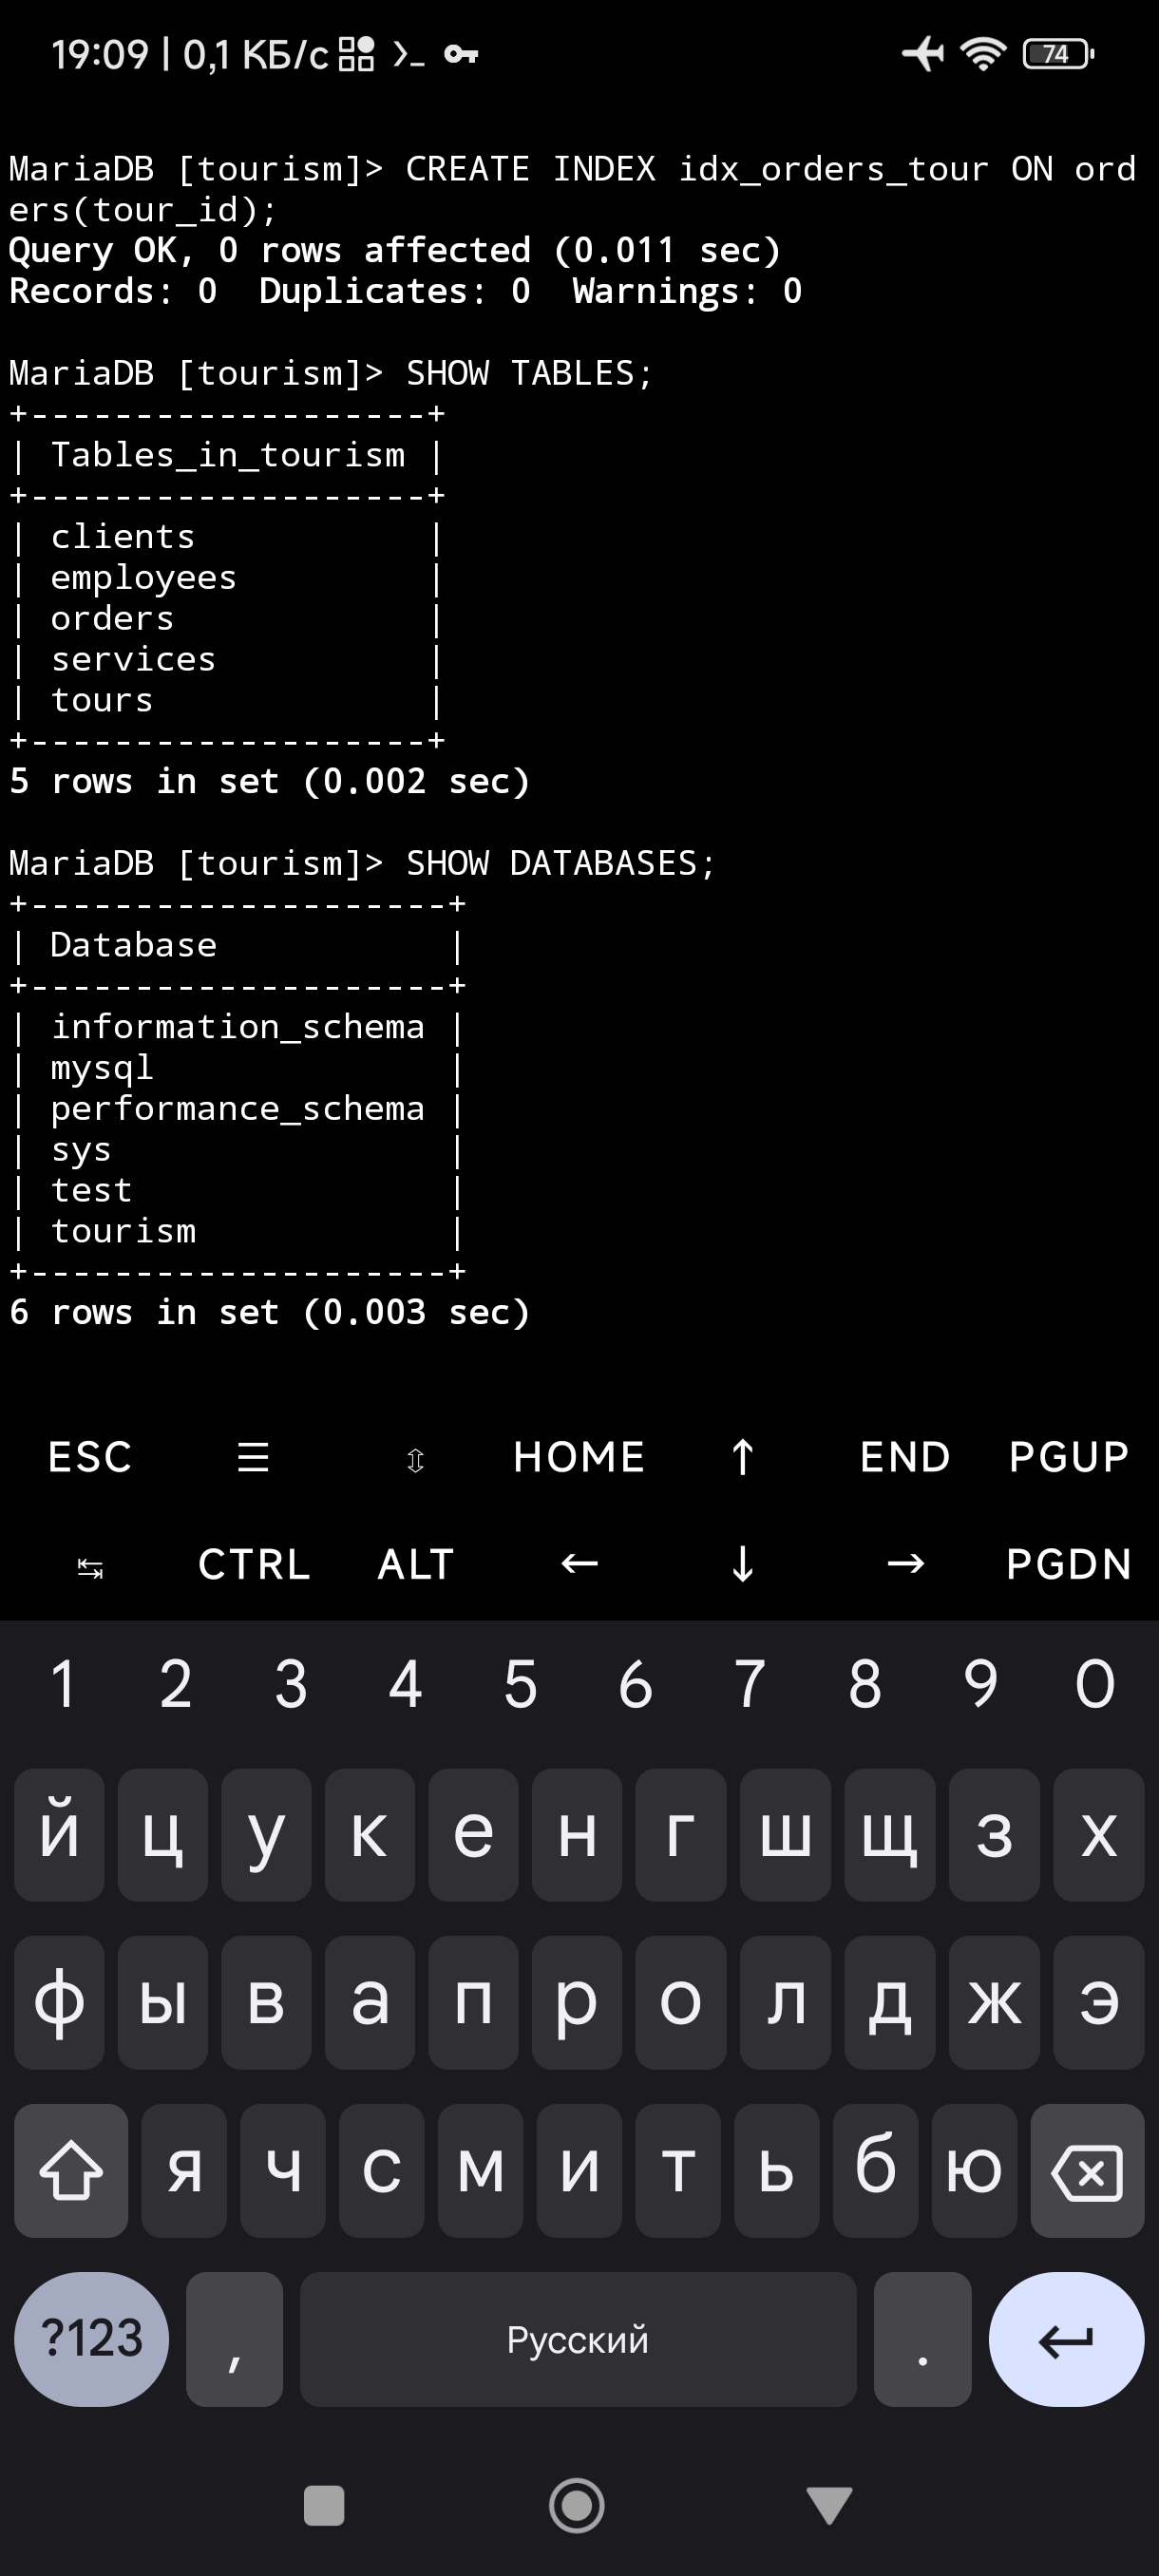 19:09 | 0,1 КБ/с
74
MariaDB [tourism]> CREATE INDEX idx_orders_tour ON ord
ers(tour_id);
Query OK, 0 rows affected (0.011 sec)
Records: 0  Duplicates: 0  Warnings: 0
MariaDB [tourism]> SHOW TABLES;
+-------------------+
| Tables_in_tourism |
+-------------------+
| clients           |
| employees         |
| orders            |
| services          |
| tours             |
+-------------------+
5 rows in set (0.002 sec)
MariaDB [tourism]> SHOW DATABASES;
+--------------------+
| Database           |
+--------------------+
| information_schema |
| mysql              |
| performance_schema |
| sys                |
| test               |
| tourism            |
+--------------------+
6 rows in set (0.003 sec)
ESC ☰ ⇳ HOME ↑ END PGUP
↹ CTRL ALT ← ↓ → PGDN
1 2 3 4 5 6 7 8 9 0
й ц у к е н г ш щ з х
ф ы в а п р о л д ж э
я ч с м и т ь б ю
?123 , Русский .